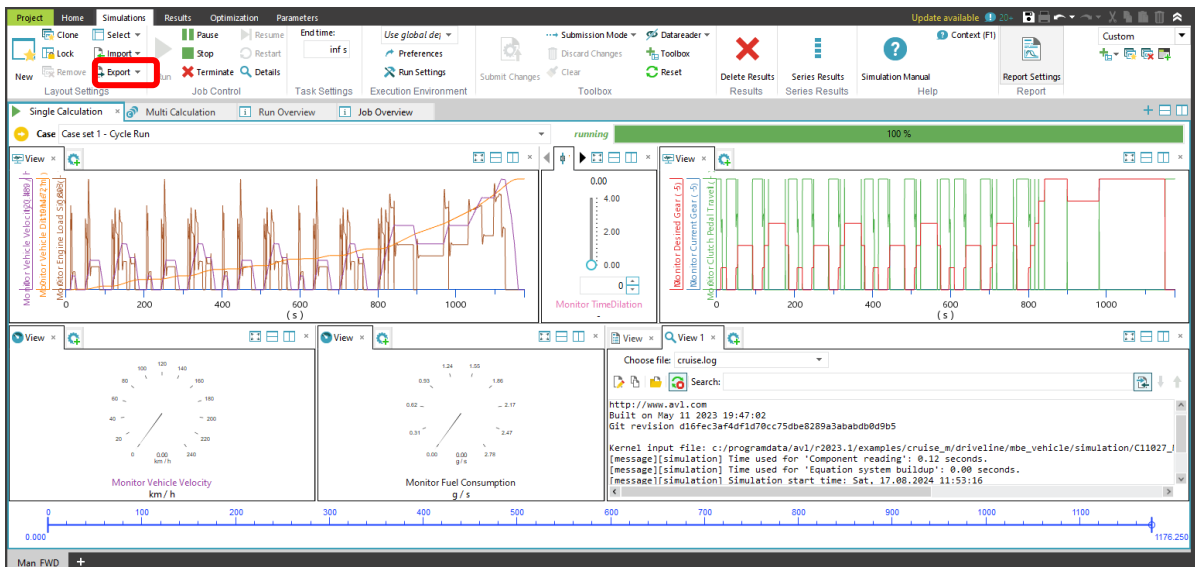 Project Home Simulations Results Optimization Parameters Update available 20+
Clone Select Pause Resume End time: Use global de Submission Mode Datareader Context (F1) Custom
Lock Import Stop Restart inf s Preferences Discard Changes Toolbox
New Remove Export Terminate Details Run Settings Submit Changes Clear Reset Delete Results Series Results Simulation Manual Report Settings
Layout Settings Job Control Task Settings Execution Environment Toolbox Results Series Results Help Report
Single Calculation × Multi Calculation Run Overview Job Overview
Case Case set 1 - Cycle Run running 100 %
View × View ×
Monitor Vehicle Velocity
Monitor Vehicle
Monitor Engine Load
0 200 400 600 800 1000
( s )
0.00
4.00
2.00
0.00
0
Monitor TimeDilation
-
Monitor Desired Gear ( -5)
Monitor Current Gear ( -5)
Monitor Clutch Pedal Travel
0 200 400 600 800 1000
( s )
View × View × View × View 1 ×
0 20 40 60 80 100 120 140 160 180 200 220 240
0.00
km / h
Monitor Vehicle Velocity
km / h
0.00 0.31 0.62 0.93 1.24 1.55 1.86 2.17 2.47 2.78
0.00
g / s
Monitor Fuel Consumption
g / s
Choose file: cruise.log
Search:
http://www.avl.com
Built on May 11 2023 19:47:02
Git revision d16fec3af4df1d70cc75dbe8289a3ababdb0d9b5
Kernel input file: c:/programdata/avl/r2023.1/examples/cruise_m/driveline/mbe_vehicle/simulation/C11027_
[message][simulation] Time used for 'Component reading': 0.12 seconds.
[message][simulation] Time used for 'Equation system buildup': 0.00 seconds.
[message][simulation] Simulation start time: Sat, 17.08.2024 11:53:16
0 100 200 300 400 500 600 700 800 900 1000 1100
0.000 1176.250
Man_FWD +